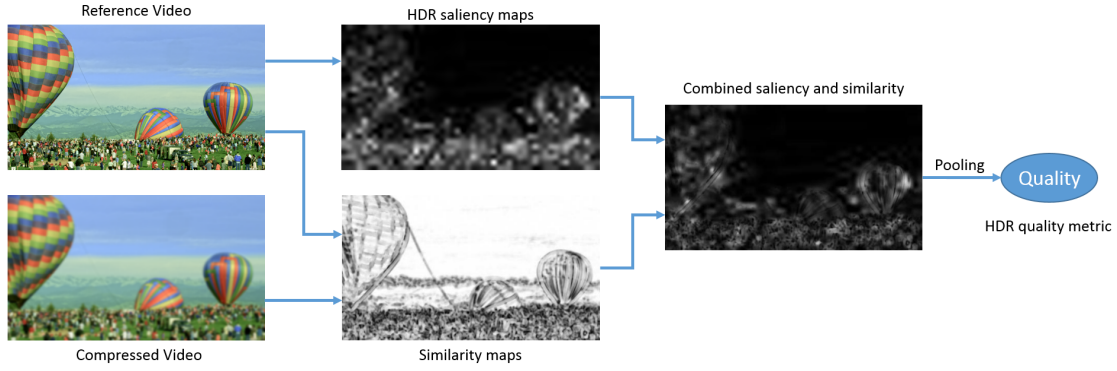 Reference Video
HDR saliency maps
Combined saliency and similarity
Pooling
Quality
HDR quality metric
Compressed Video
Similarity maps